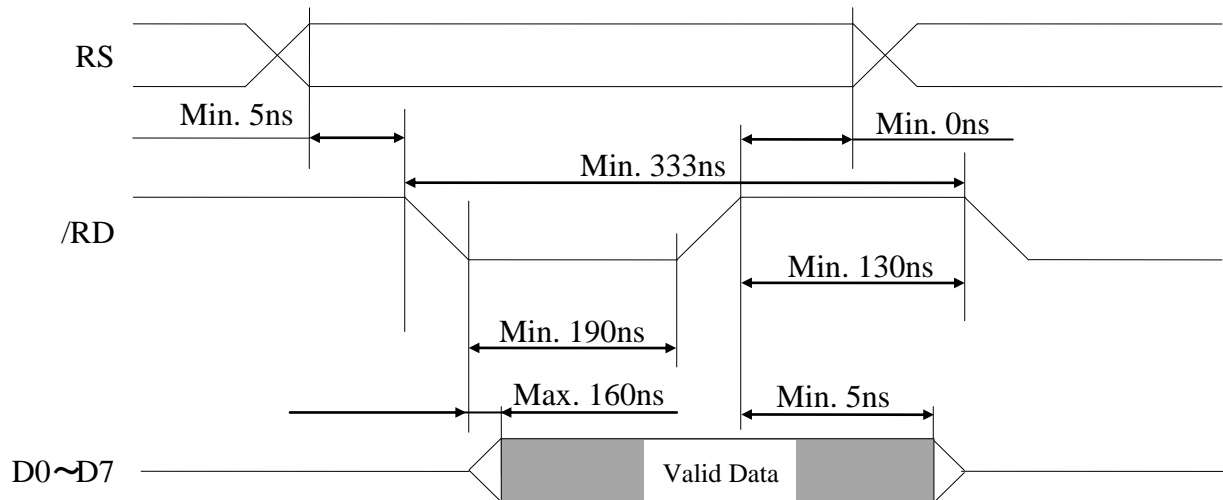 RS
Min. 5ns
Min. 0ns
Min. 333ns
/RD
Min. 130ns
Min. 190ns
Max. 160ns
Min. 5ns
D0～D7
Valid Data